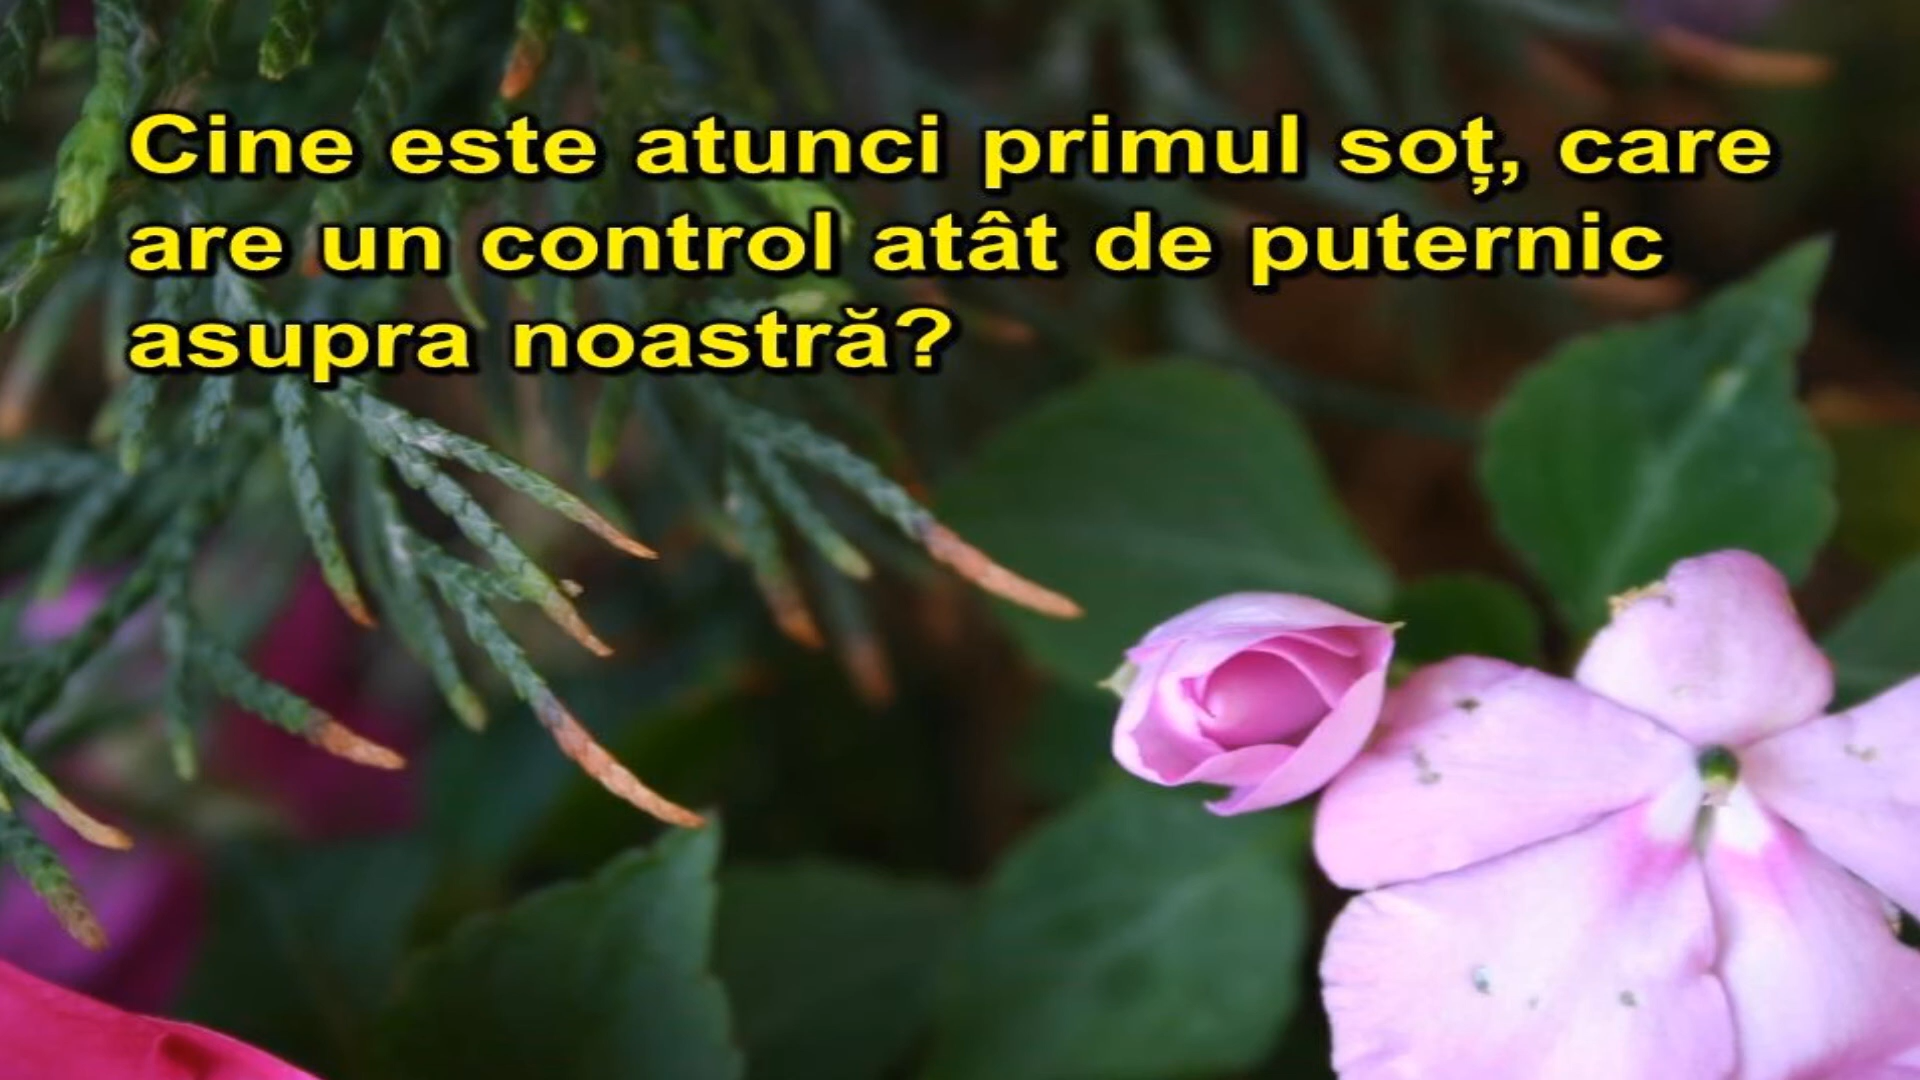 Cine este atunci primul soț, care
are un control atât de puternic
asupra noastră?